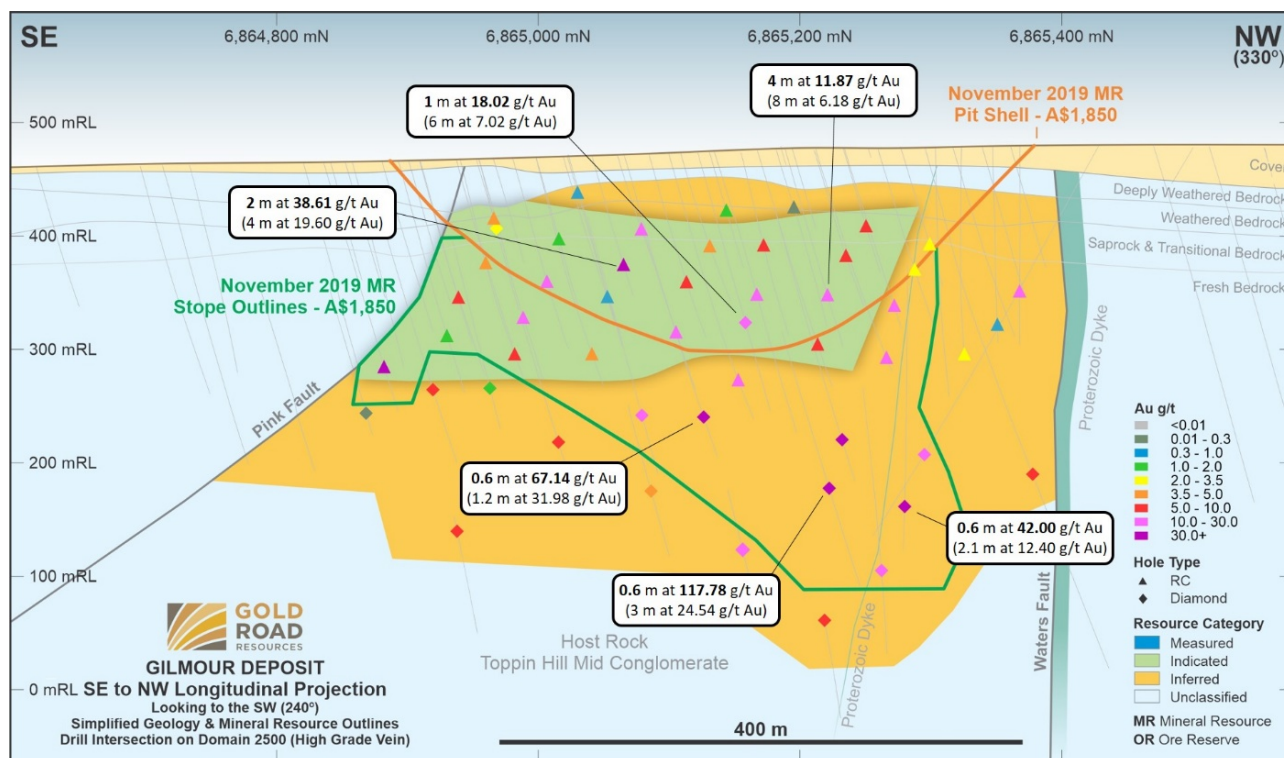 SE
6,864,800 mN
6,865,000 mN
6,865,200 mN
6,865,400 mN
NW
(330°)
500 mRL
400 mRL
300 mRL
200 mRL
100 mRL
0 mRL
1 m at 18.02 g/t Au
(6 m at 7.02 g/t Au)
4 m at 11.87 g/t Au
(8 m at 6.18 g/t Au)
November 2019 MR
Pit Shell - A$1,850
2 m at 38.61 g/t Au
(4 m at 19.60 g/t Au)
Cover
Deeply Weathered Bedrock
Weathered Bedrock
Saprock & Transitional Bedrock
Fresh Bedrock
November 2019 MR
Stope Outlines - A$1,850
Pink Fault
Proterozoic Dyke
0.6 m at 67.14 g/t Au
(1.2 m at 31.98 g/t Au)
0.6 m at 42.00 g/t Au
(2.1 m at 12.40 g/t Au)
0.6 m at 117.78 g/t Au
(3 m at 24.54 g/t Au)
Proterozoic Dyke
Waters Fault
Host Rock
Toppin Hill Mid Conglomerate
GOLD
ROAD
RESOURCES
GILMOUR DEPOSIT
SE to NW Longitudinal Projection
Looking to the SW (240°)
Simplified Geology & Mineral Resource Outlines
Drill Intersection on Domain 2500 (High Grade Vein)
400 m
Au g/t
<0.01
0.01 - 0.3
0.3 - 1.0
1.0 - 2.0
2.0 - 3.5
3.5 - 5.0
5.0 - 10.0
10.0 - 30.0
30.0+
Hole Type
RC
Diamond
Resource Category
Measured
Indicated
Inferred
Unclassified
MR Mineral Resource
OR Ore Reserve